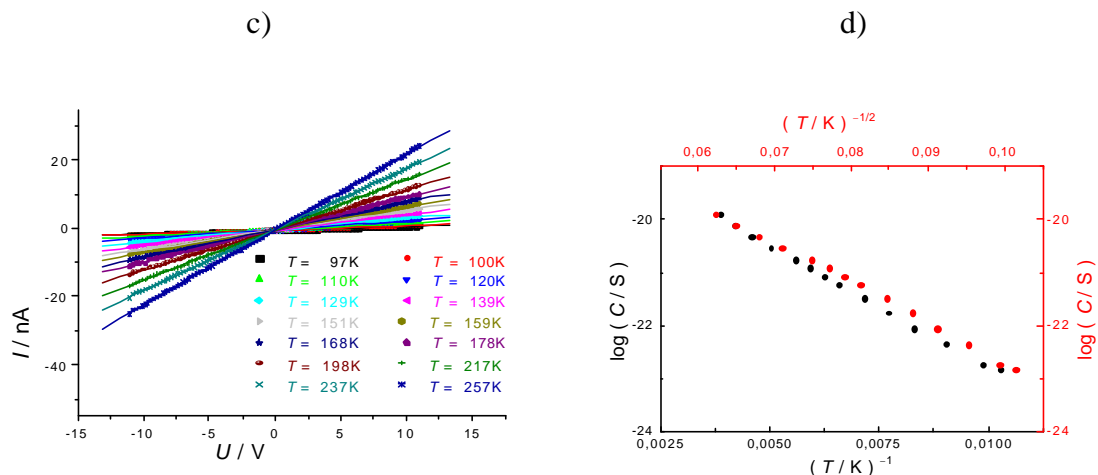 c)
d)
I / nA
20
0
-20
-40
-15
-10
-5
0
5
10
15
U / V
T = 97K
T = 100K
T = 110K
T = 120K
T = 129K
T = 139K
T = 151K
T = 159K
T = 168K
T = 178K
T = 198K
T = 217K
T = 237K
T = 257K
( T / K ) –1/2
0,06
0,07
0,08
0,09
0,10
log ( C / S )
-20
-22
-24
-20
-22
-24
log ( C / S )
0,0025
0,0050
0,0075
0,0100
( T / K ) –1